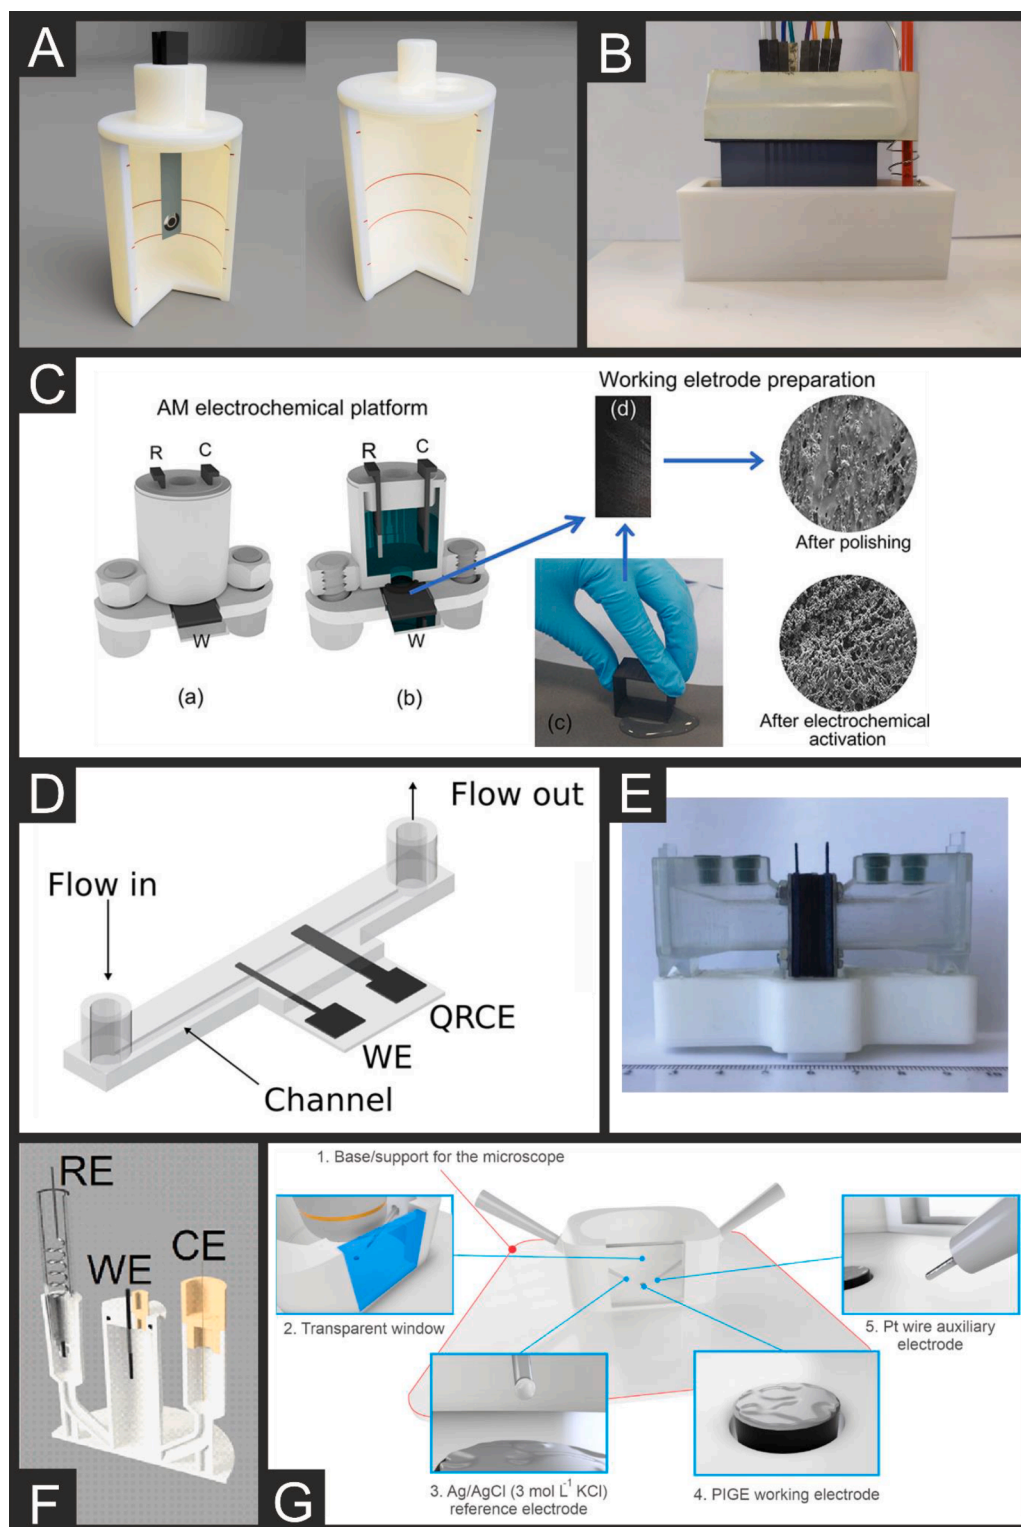 A
B
C
AM electrochemical platform
Working eletrode preparation
R
C
R
C
(d)
After polishing
W
W
(a)
(b)
(c)
After electrochemical
activation
D
Flow out
Flow in
QRCE
WE
Channel
E
RE
WE
CE
F
G
1. Base/support for the microscope
2. Transparent window
5. Pt wire auxiliary
electrode
3. Ag/AgCl (3 mol L⁻¹ KCl)
reference electrode
4. PIGE working electrode